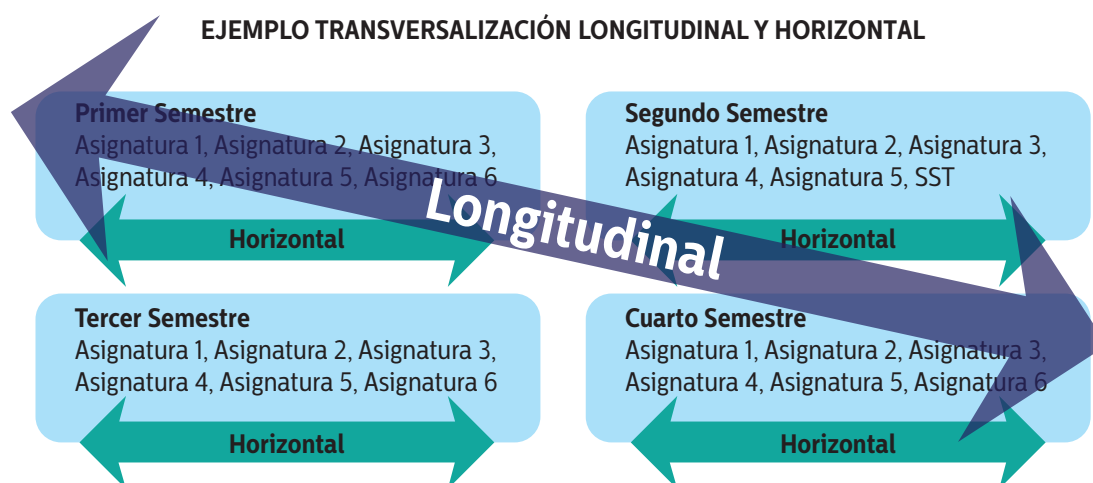 EJEMPLO TRANSVERSALIZACIÓN LONGITUDINAL Y HORIZONTAL
Primer Semestre
Asignatura 1, Asignatura 2, Asignatura 3,
Asignatura 4, Asignatura 5, Asignatura 6
Horizontal
Segundo Semestre
Asignatura 1, Asignatura 2, Asignatura 3,
Asignatura 4, Asignatura 5, SST
Horizontal
Longitudinal
Tercer Semestre
Asignatura 1, Asignatura 2, Asignatura 3,
Asignatura 4, Asignatura 5, Asignatura 6
Horizontal
Cuarto Semestre
Asignatura 1, Asignatura 2, Asignatura 3,
Asignatura 4, Asignatura 5, Asignatura 6
Horizontal